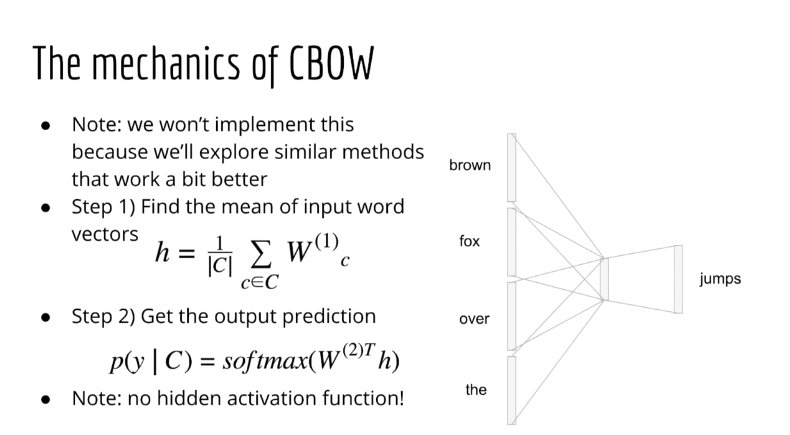 The mechanics of CBOW
● Note: we won't implement this
because we'll explore similar methods
that work a bit better
● Step 1) Find the mean of input word
vectors
h = \frac{1}{|C|} \sum_{c∈C} W^{(1)}_c
● Step 2) Get the output prediction
p(y | C) = softmax(W^{(2)T} h)
● Note: no hidden activation function!
brown
fox
over
the
jumps